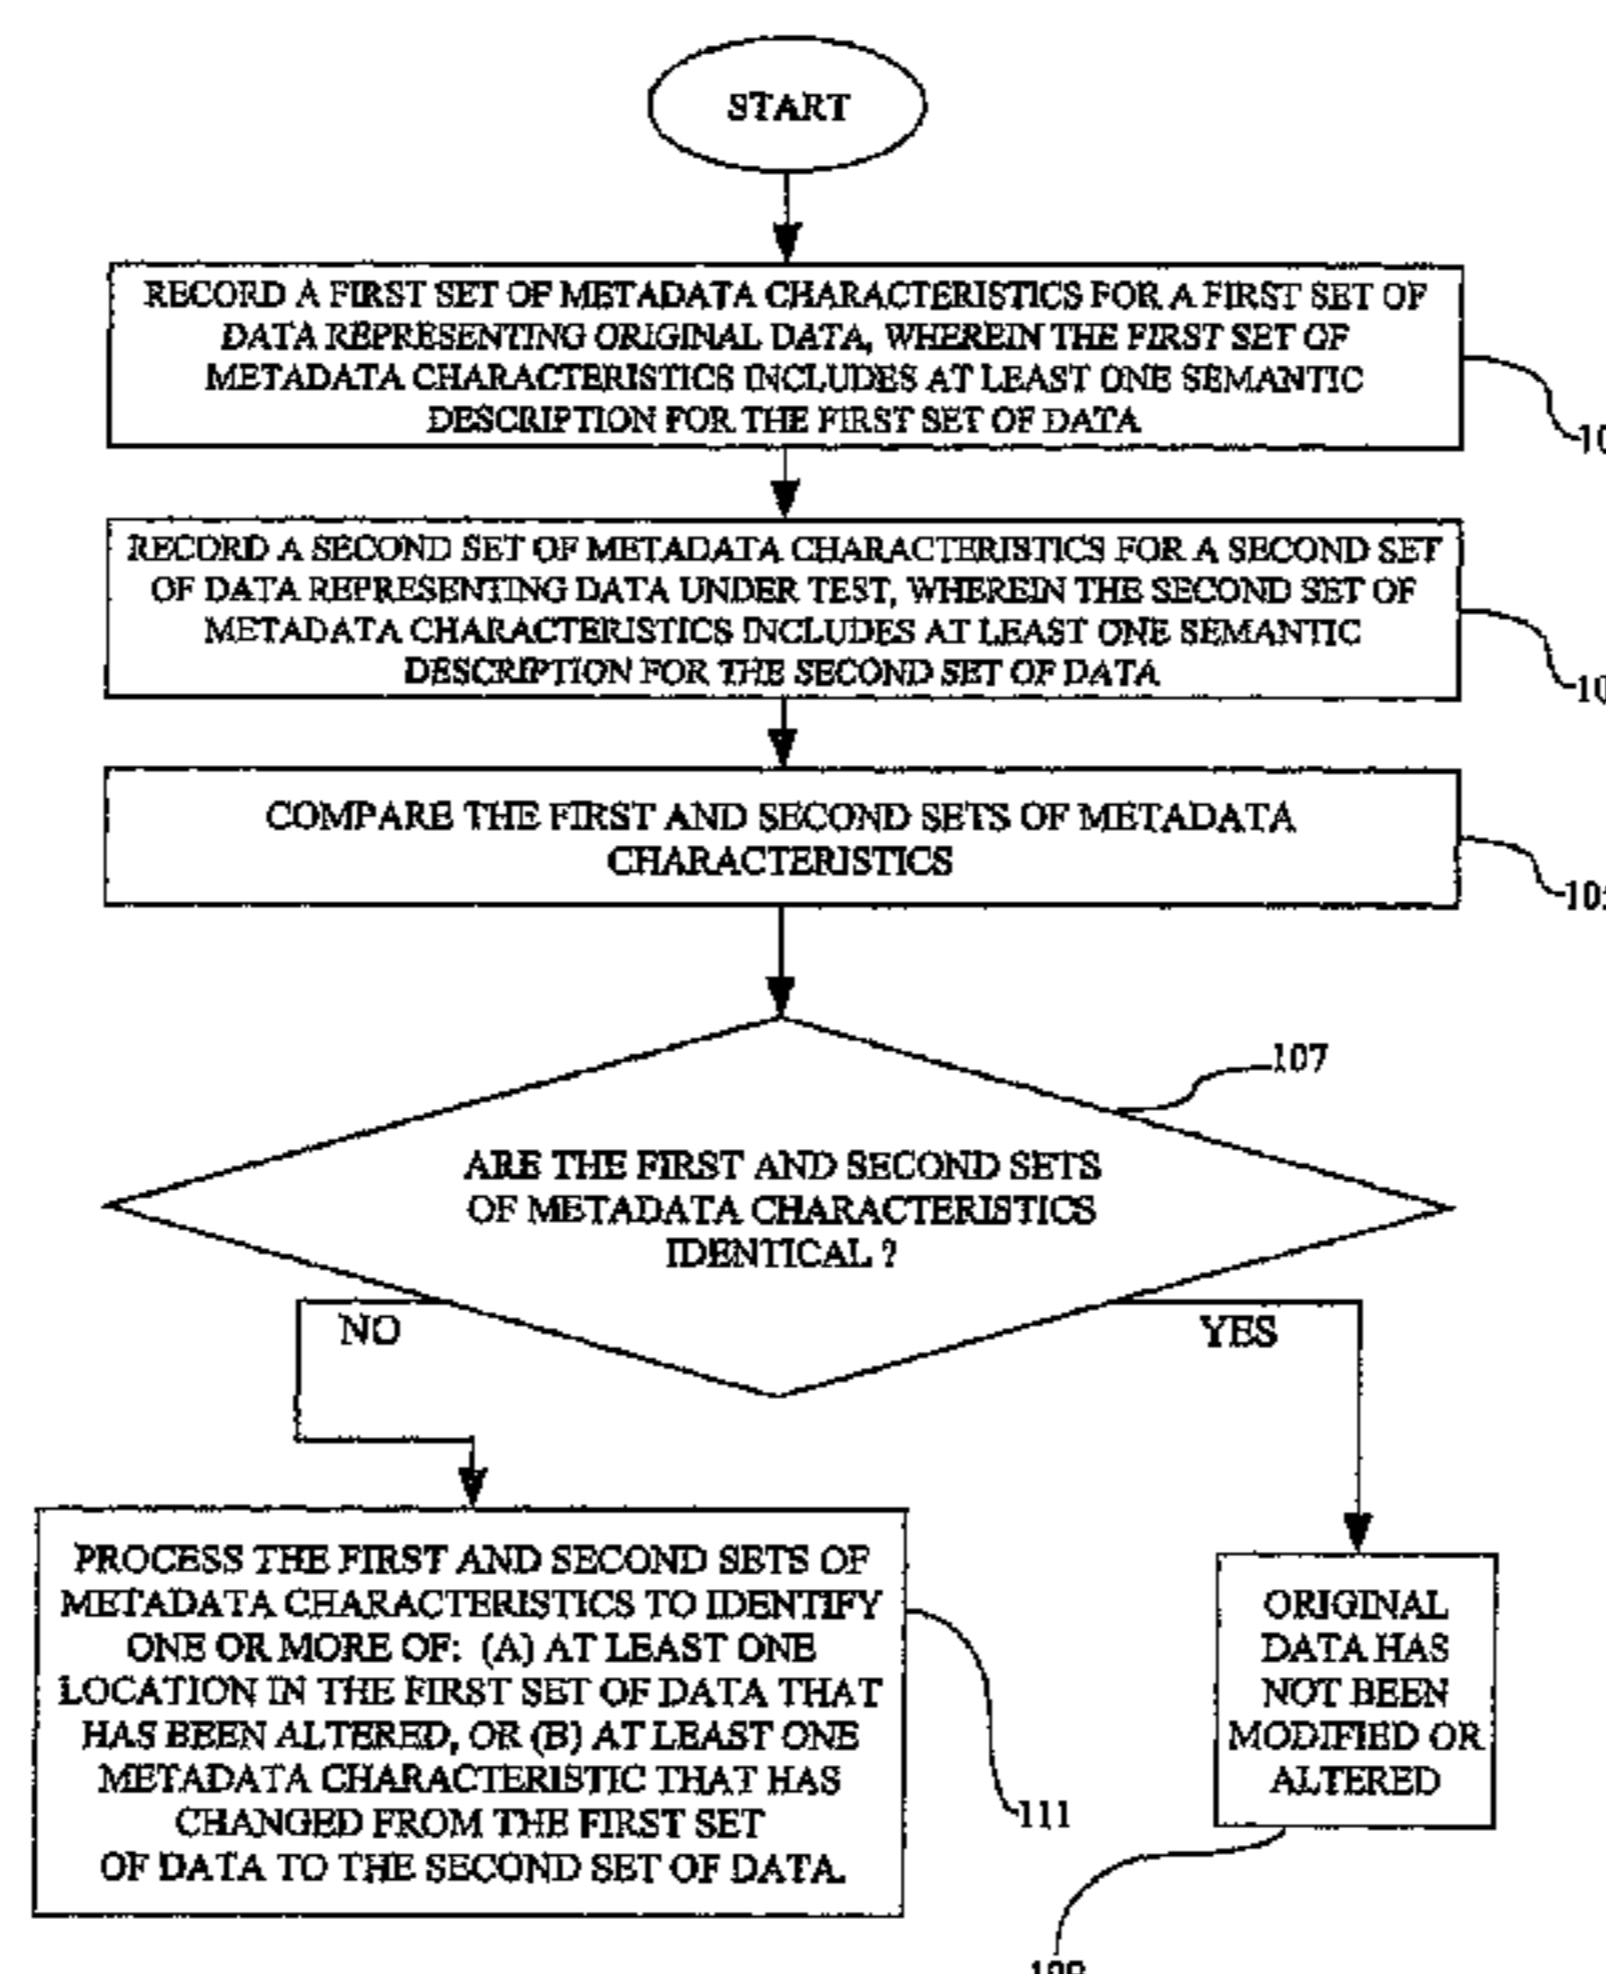 START
RECORD A FIRST SET OF METADATA CHARACTERISTICS FOR A FIRST SET OF
DATA REPRESENTING ORIGINAL DATA, WHEREIN THE FIRST SET OF
METADATA CHARACTERISTICS INCLUDES AT LEAST ONE SEMANTIC
DESCRIPTION FOR THE FIRST SET OF DATA
RECORD A SECOND SET OF METADATA CHARACTERISTICS FOR A SECOND SET
OF DATA REPRESENTING DATA UNDER TEST, WHEREIN THE SECOND SET OF
METADATA CHARACTERISTICS INCLUDES AT LEAST ONE SEMANTIC
DESCRIPTION FOR THE SECOND SET OF DATA
COMPARE THE FIRST AND SECOND SETS OF METADATA
CHARACTERISTICS
107
ARE THE FIRST AND SECOND SETS
OF METADATA CHARACTERISTICS
IDENTICAL ?
NO
YES
PROCESS THE FIRST AND SECOND SETS OF
METADATA CHARACTERISTICS TO IDENTIFY
ONE OR MORE OF: (A) AT LEAST ONE
LOCATION IN THE FIRST SET OF DATA THAT
HAS BEEN ALTERED, OR (B) AT LEAST ONE
METADATA CHARACTERISTIC THAT HAS
CHANGED FROM THE FIRST SET
OF DATA TO THE SECOND SET OF DATA.
111
ORIGINAL
DATA HAS
NOT BEEN
MODIFIED OR
ALTERED